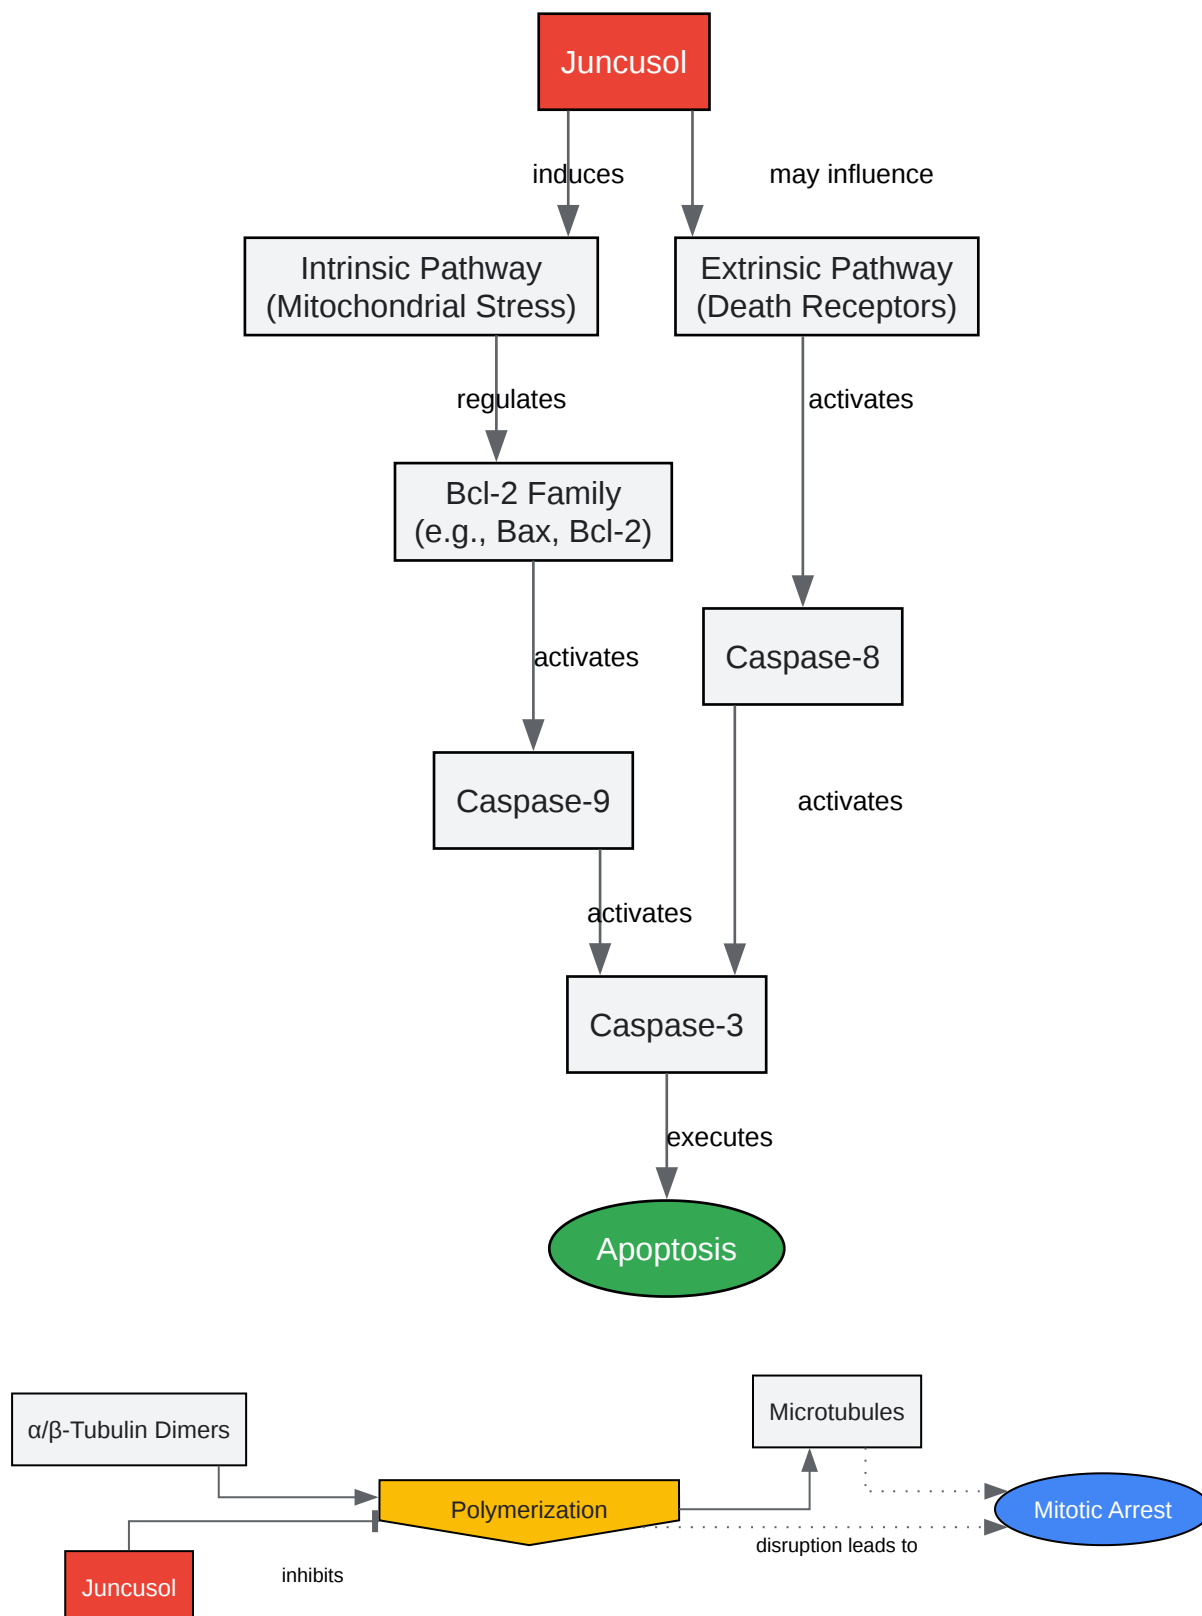 Juncusol
induces
may influence
Intrinsic Pathway
(Mitochondrial Stress)
Extrinsic Pathway
(Death Receptors)
regulates
activates
Bcl-2 Family
(e.g., Bax, Bcl-2)
activates
Caspase-8
Caspase-9
activates
activates
Caspase-3
executes
Apoptosis
α/β-Tubulin Dimers
Microtubules
Polymerization
Mitotic Arrest
disruption leads to
inhibits
Juncusol